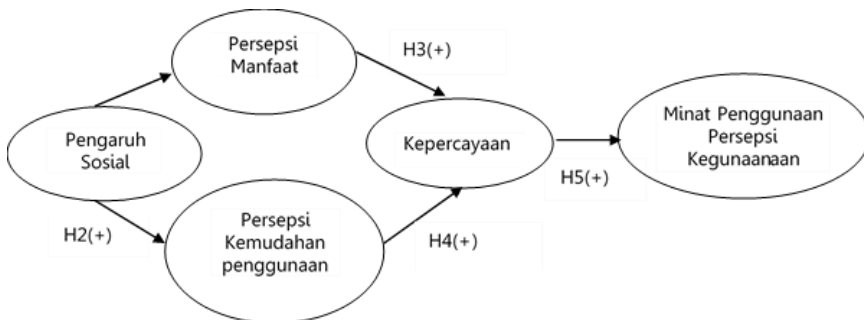 Persepsi
Manfaat
H3(+)
Pengaruh
Sosial
Kepercayaan
Minat Penggunaan
Persepsi
Kegunaanaan
H5(+)
H2(+)
Persepsi
Kemudahan
penggunaan
H4(+)